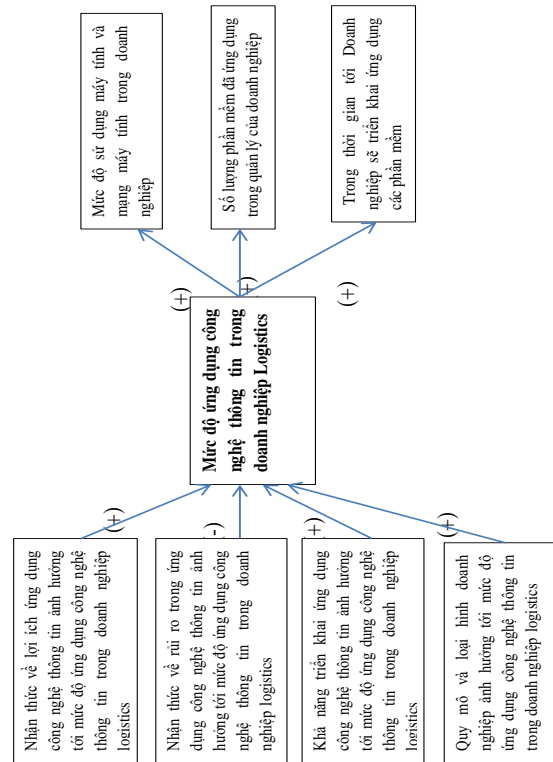 Nhận thức về lợi ích ứng dụng
công nghệ thông tin ảnh hưởng
tới mức độ ứng dụng công nghệ
thông tin trong doanh nghiệp
logistics
(+)
Nhận thức về rủi ro trong ứng
dụng công nghệ thông tin ảnh
hưởng tới mức độ ứng dụng công
nghệ thông tin trong doanh
nghiệp logistics
(-)
Khả năng triển khai ứng dụng
công nghệ thông tin ảnh hưởng
tới mức độ ứng dụng công nghệ
thông tin trong doanh nghiệp
logistics
(+)
Quy mô và loại hình doanh
nghiệp ảnh hưởng tới mức độ
ứng dụng công nghệ thông tin
trong doanh nghiệp logistics
(+)
Mức độ ứng dụng công
nghệ thông tin trong
doanh nghiệp Logistics
(+)
(+)
(+)
Mức độ sử dụng máy tính và
mạng máy tính trong doanh
nghiệp
Số lượng phần mềm đã ứng dụng
trong quản lý của doanh nghiệp
Trong thời gian tới Doanh
nghiệp sẽ triển khai ứng dụng
các phần mềm